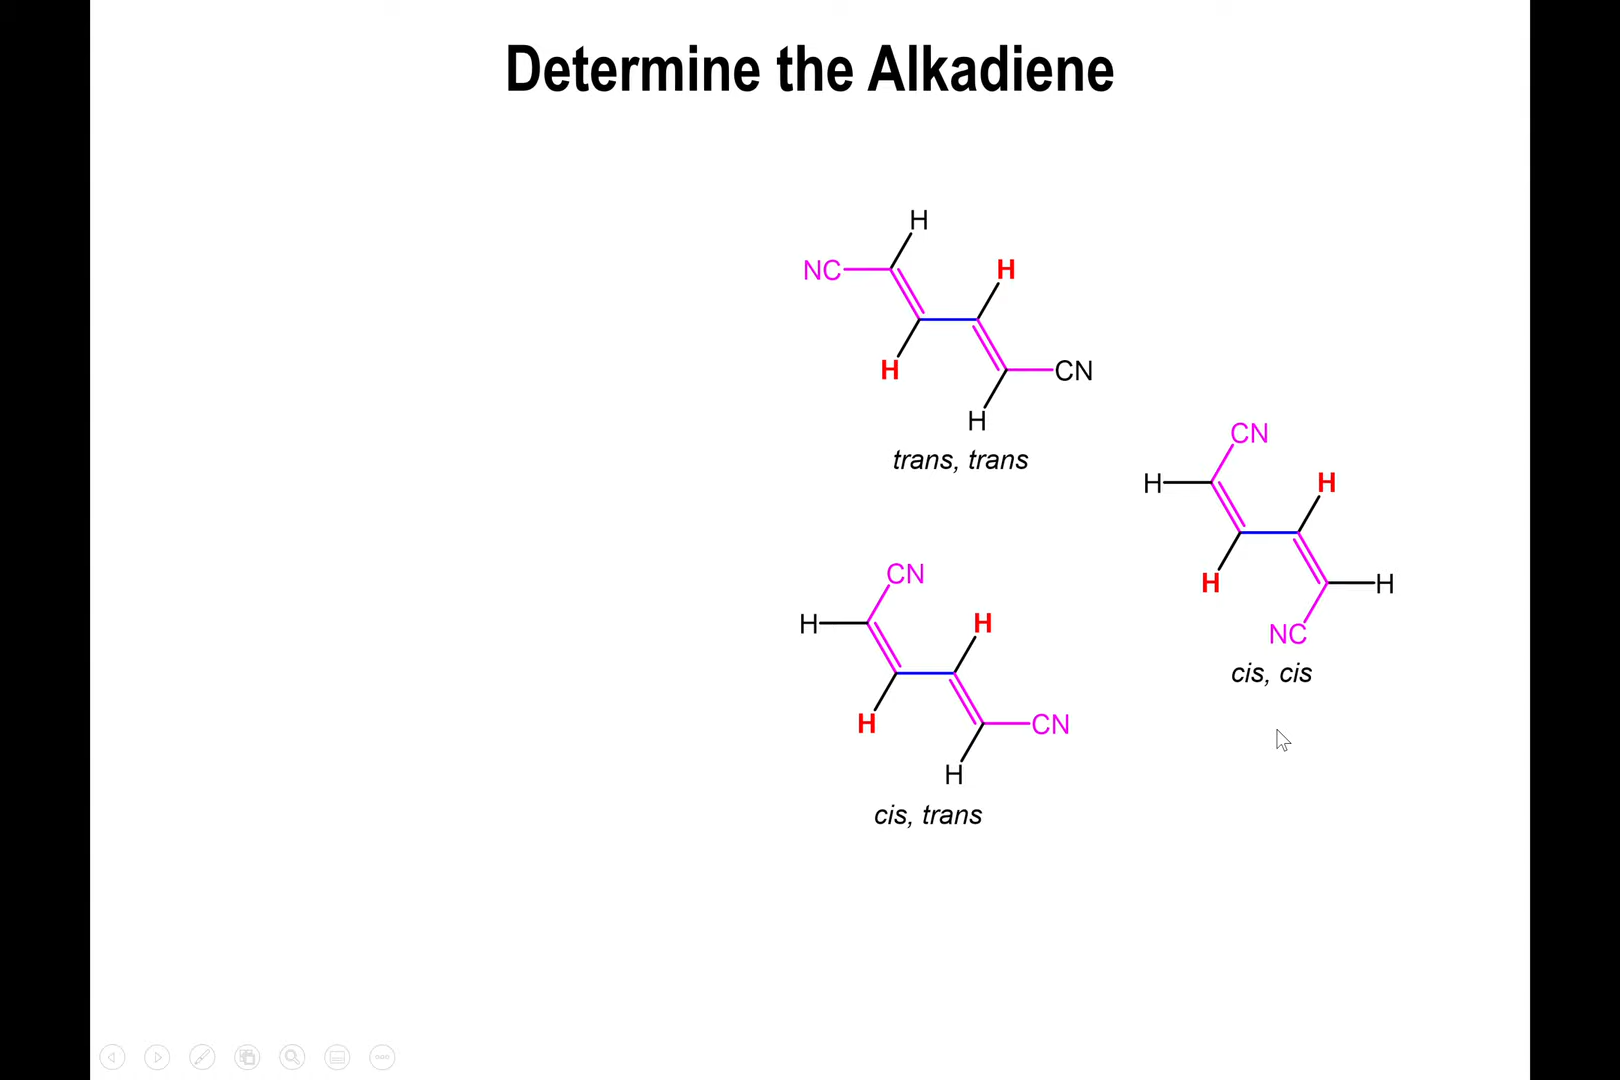 Determine the Alkadiene
H
NC
H
H
CN
H
trans, trans
CN
H
H
H
H
NC
cis, cis
CN
H
H
H
CN
H
cis, trans